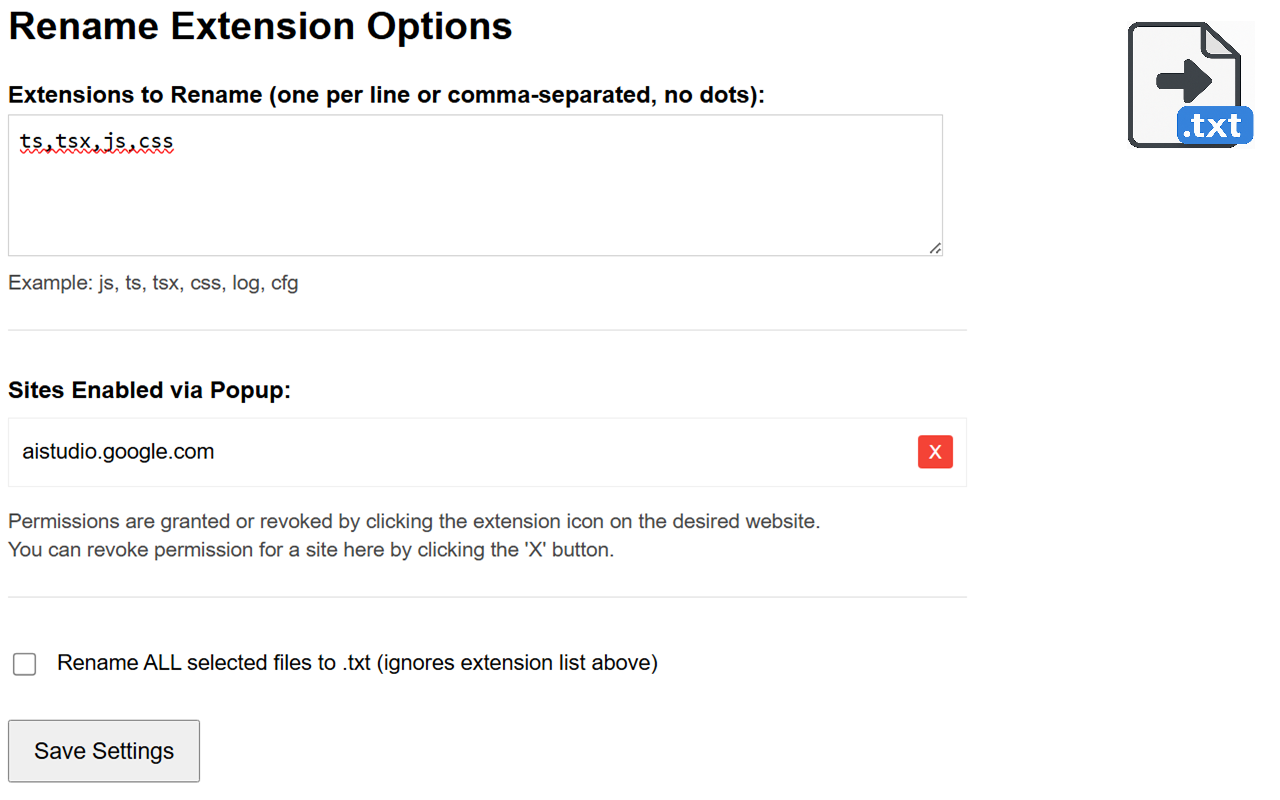 Rename Extension Options
.txt
Extensions to Rename (one per line or comma-separated, no dots):
ts,tsx,js,css
Example: js, ts, tsx, css, log, cfg
Sites Enabled via Popup:
aistudio.google.com
X
Permissions are granted or revoked by clicking the extension icon on the desired website.
You can revoke permission for a site here by clicking the 'X' button.
Rename ALL selected files to .txt (ignores extension list above)
Save Settings